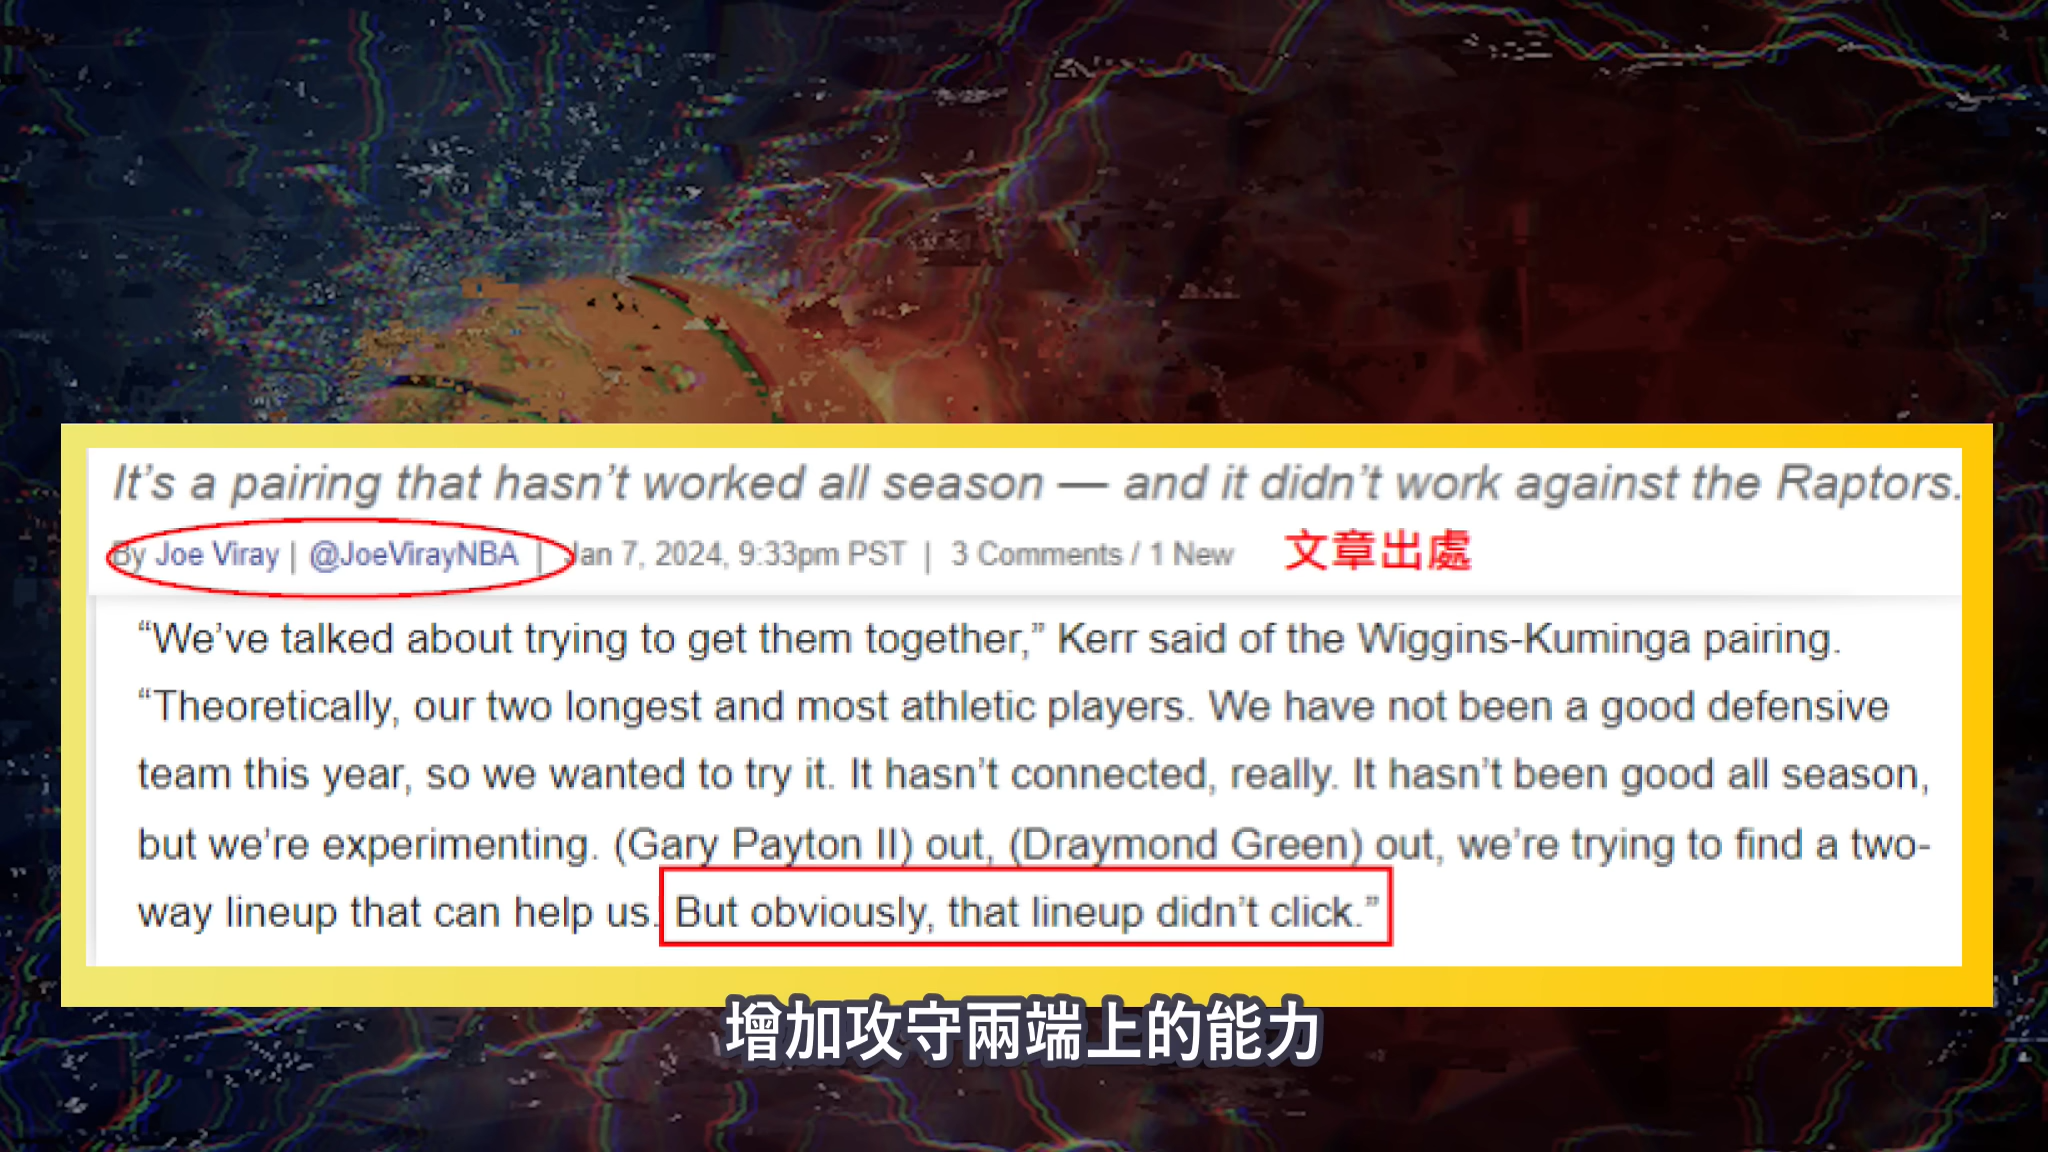 It's a pairing that hasn't worked all season — and it didn't work against the Raptors.
By Joe Viray | @JoeVirayNBA | Jan 7, 2024, 9:33pm PST | 3 Comments / 1 New 文章出處
“We've talked about trying to get them together,” Kerr said of the Wiggins-Kuminga pairing.
“Theoretically, our two longest and most athletic players. We have not been a good defensive
team this year, so we wanted to try it. It hasn't connected, really. It hasn't been good all season,
but we're experimenting. (Gary Payton II) out, (Draymond Green) out, we're trying to find a two-
way lineup that can help us. But obviously, that lineup didn't click.”
增加攻守兩端上的能力